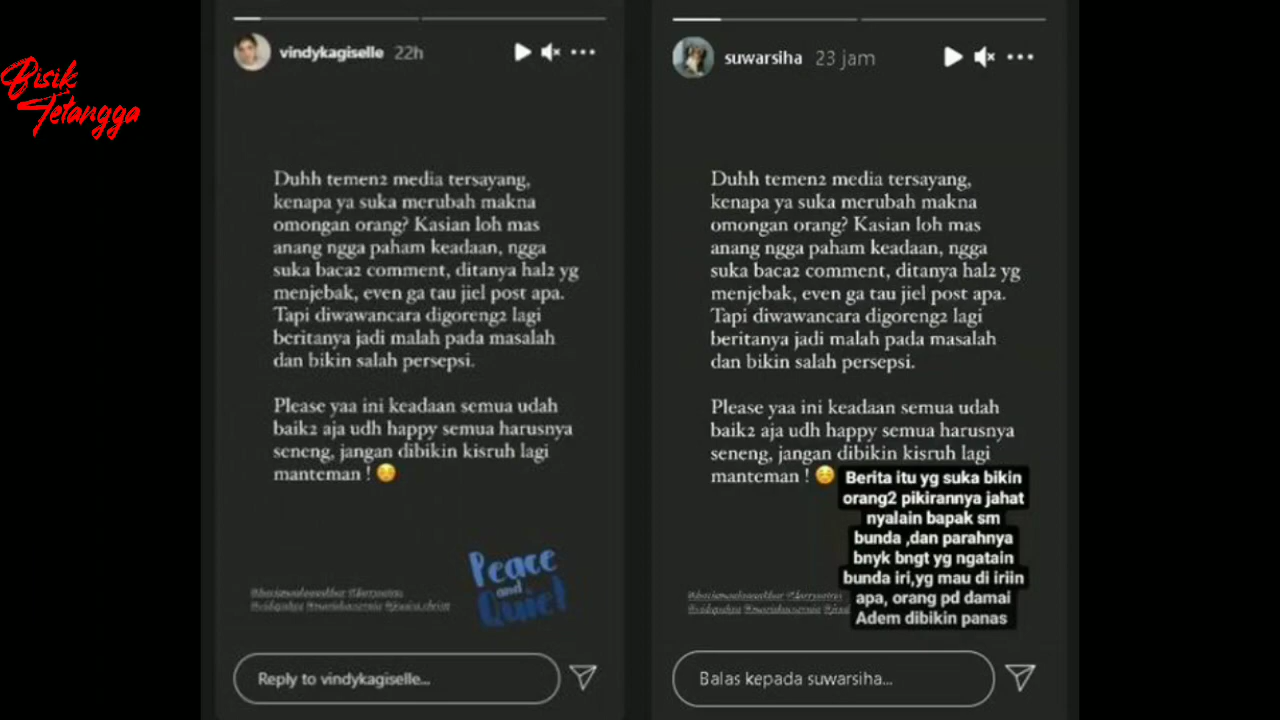 Bisik
Tetangga
vindykagiselle 22h
Duhh temen2 media tersayang,
kenapa ya suka merubah makna
omongan orang? Kasian loh mas
anang ngga paham keadaan, ngga
suka baca2 comment, ditanya hal2 yg
menjebak, even ga tau jiel post apa.
Tapi diwawancara digoreng2 lagi
beritanya jadi malah pada masalah
dan bikin salah persepsi.
Please yaa ini keadaan semua udah
baik2 aja udh happy semua harusnya
seneng, jangan dibikin kisruh lagi
manteman ! ☺️
Peace
and
Quiet
Reply to vindykagiselle...
suwarsiha 23 jam
Duhh temen2 media tersayang,
kenapa ya suka merubah makna
omongan orang? Kasian loh mas
anang ngga paham keadaan, ngga
suka baca2 comment, ditanya hal2 yg
menjebak, even ga tau jiel post apa.
Tapi diwawancara digoreng2 lagi
beritanya jadi malah pada masalah
dan bikin salah persepsi.
Please yaa ini keadaan semua udah
baik2 aja udh happy semua harusnya
seneng, jangan dibikin kisruh lagi
manteman ! ☺️
Berita itu yg suka bikin
orang2 pikirannya jahat
nyalain bapak sm
bunda ,dan parahnya
bnyk bngt yg ngatain
bunda iri,yg mau di iriin
apa, orang pd damai
Adem dibikin panas
Balas kepada suwarsiha...